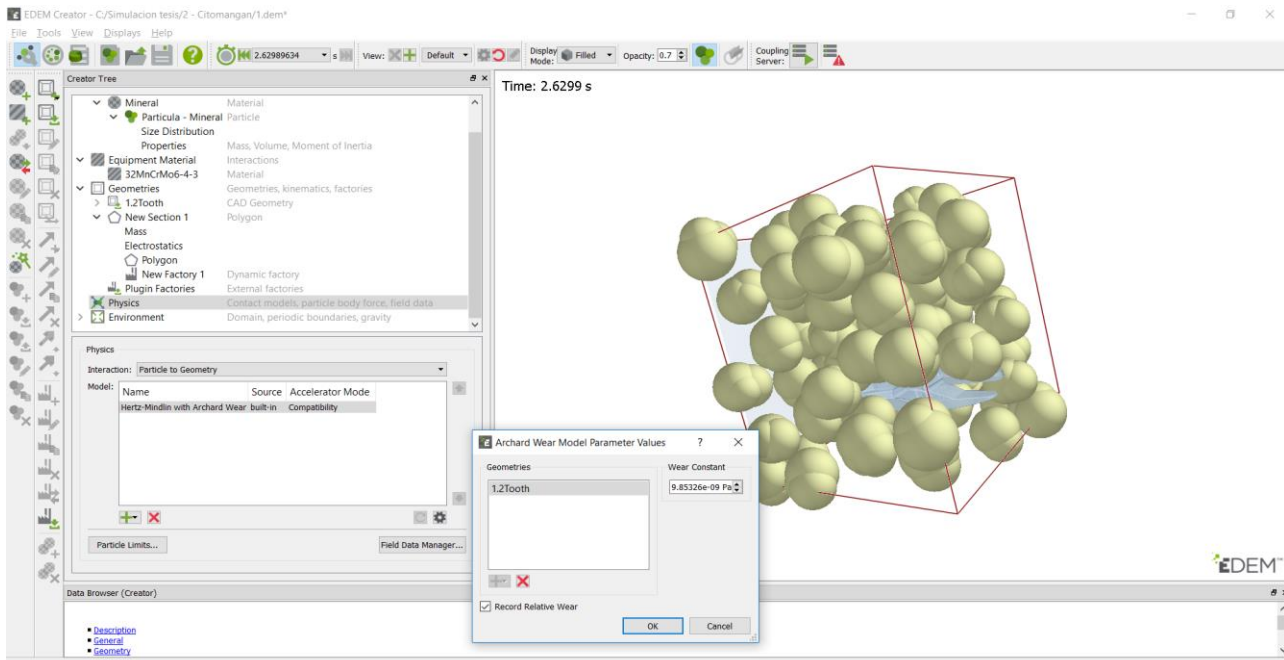 EDEM Creator - C:/Simulacion tesis/2 - Citomangan/1.dem*
File Tools View Displays Help
2.62989634 s View: Default Display Mode: Filled Opacity: 0.7 Coupling Server:
Creator Tree
Time: 2.6299 s
Mineral Material
Particula - Mineral Particle
Size Distribution
Properties Mass, Volume, Moment of Inertia
Equipment Material Interactions
32MnCrMo6-4-3 Material
Geometries Geometries, kinematics, factories
1.2Tooth CAD Geometry
New Section 1 Polygon
Mass
Electrostatics
Polygon
New Factory 1 Dynamic factory
Plugin Factories External factories
Physics Contact models, particle body force, field data
Environment Domain, periodic boundaries, gravity
Physics
Interaction: Particle to Geometry
Model: Name Source Accelerator Mode
Hertz-Mindlin with Archard Wear built-in Compatibility
Particle Limits... Field Data Manager...
Archard Wear Model Parameter Values ? X
Geometries Wear Constant
1.2Tooth 9.85326e-09 Pa
Record Relative Wear
OK Cancel
EDEM™
Data Browser (Creator)
Description
General
Geometry